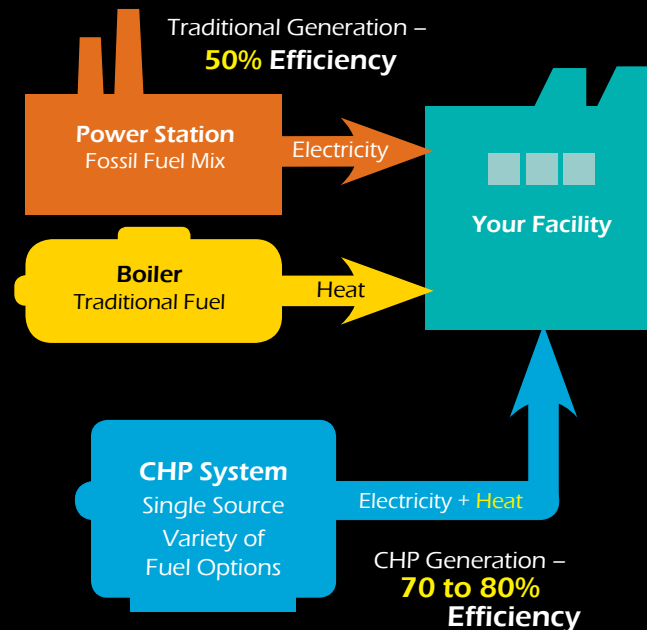 Traditional Generation –
50% Efficiency
Power Station
Fossil Fuel Mix
Electricity
Your Facility
Boiler
Traditional Fuel
Heat
CHP System
Single Source
Variety of
Fuel Options
Electricity + Heat
CHP Generation –
70 to 80%
Efficiency